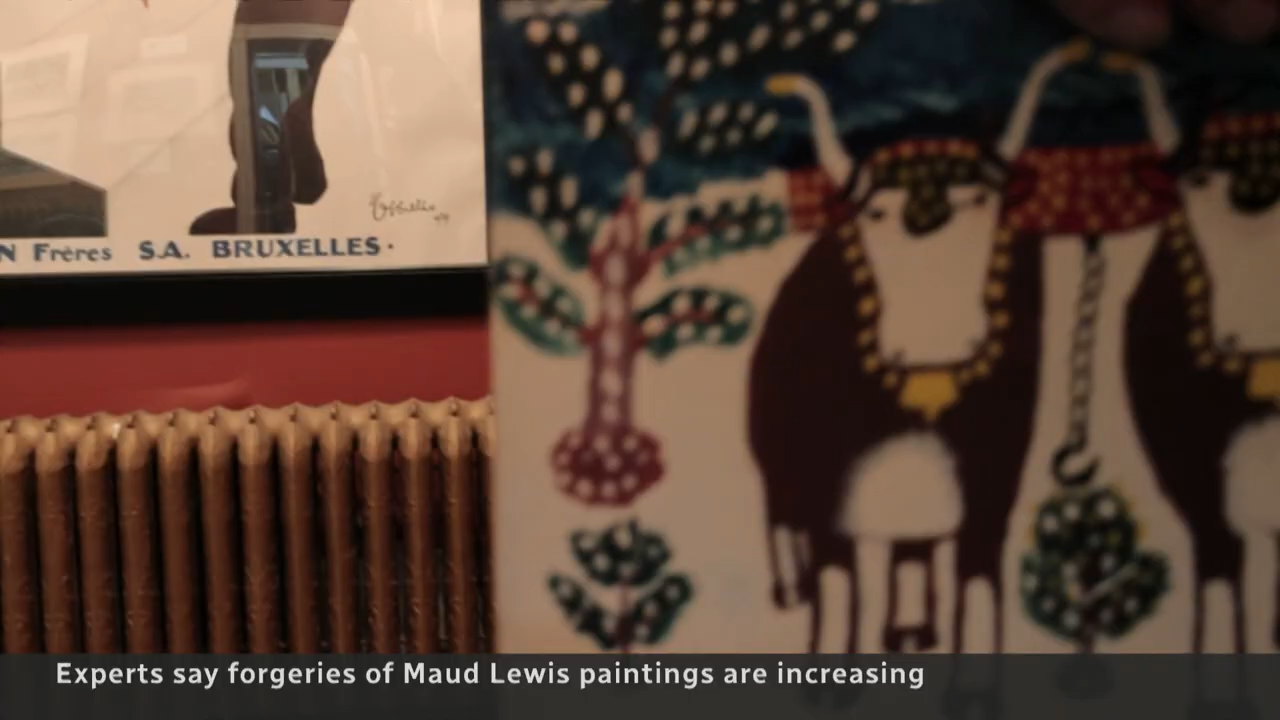 N Frères S.A. BRUXELLES.
Experts say forgeries of Maud Lewis paintings are increasing